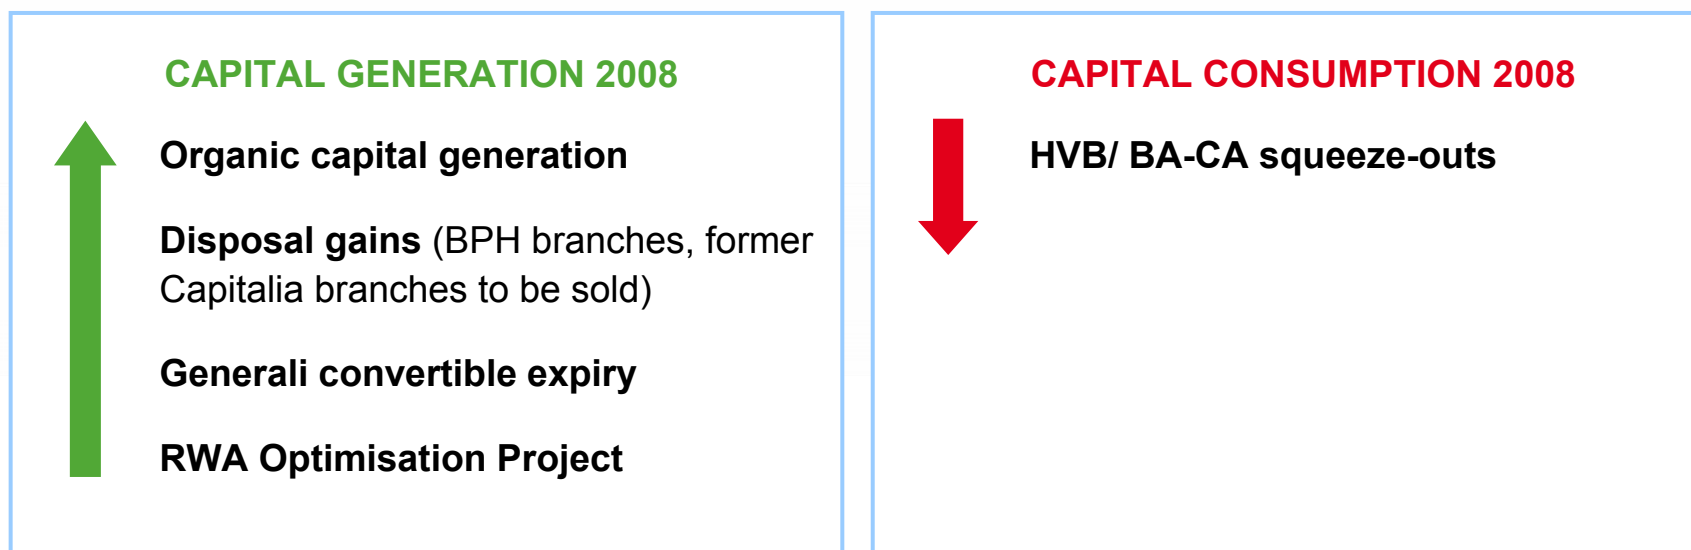 CAPITAL GENERATION 2008
Organic capital generation
Disposal gains (BPH branches, former
Capitalia branches to be sold)
Generali convertible expiry
RWA Optimisation Project
CAPITAL CONSUMPTION 2008
HVB/ BA-CA squeeze-outs